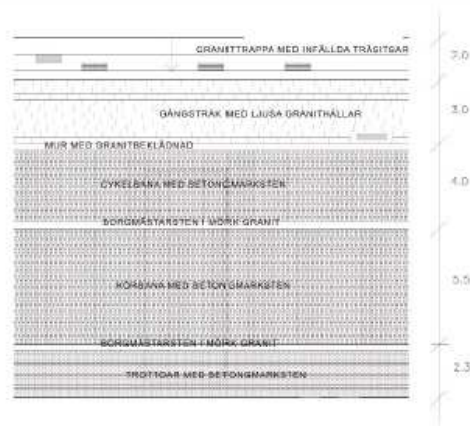 GRANITTRAPPA MED INFÄLLDA TRÄSITSAR
2.0
GÅNGSTRÅK MED LJUSA GRANITHÄLLAR
3.0
MUR MED GRANITBEKLÄDNAD
CYKELBANA MED BETONGMARKSTEN
4.0
BORGMÄSTARSTEN I MÖRK GRANIT
KÖRBANA MED BETONGMARKSTEN
5.5
BORGMÄSTARSTEN I MÖRK GRANIT
TROTTOAR MED BETONGMARKSTEN
2.3